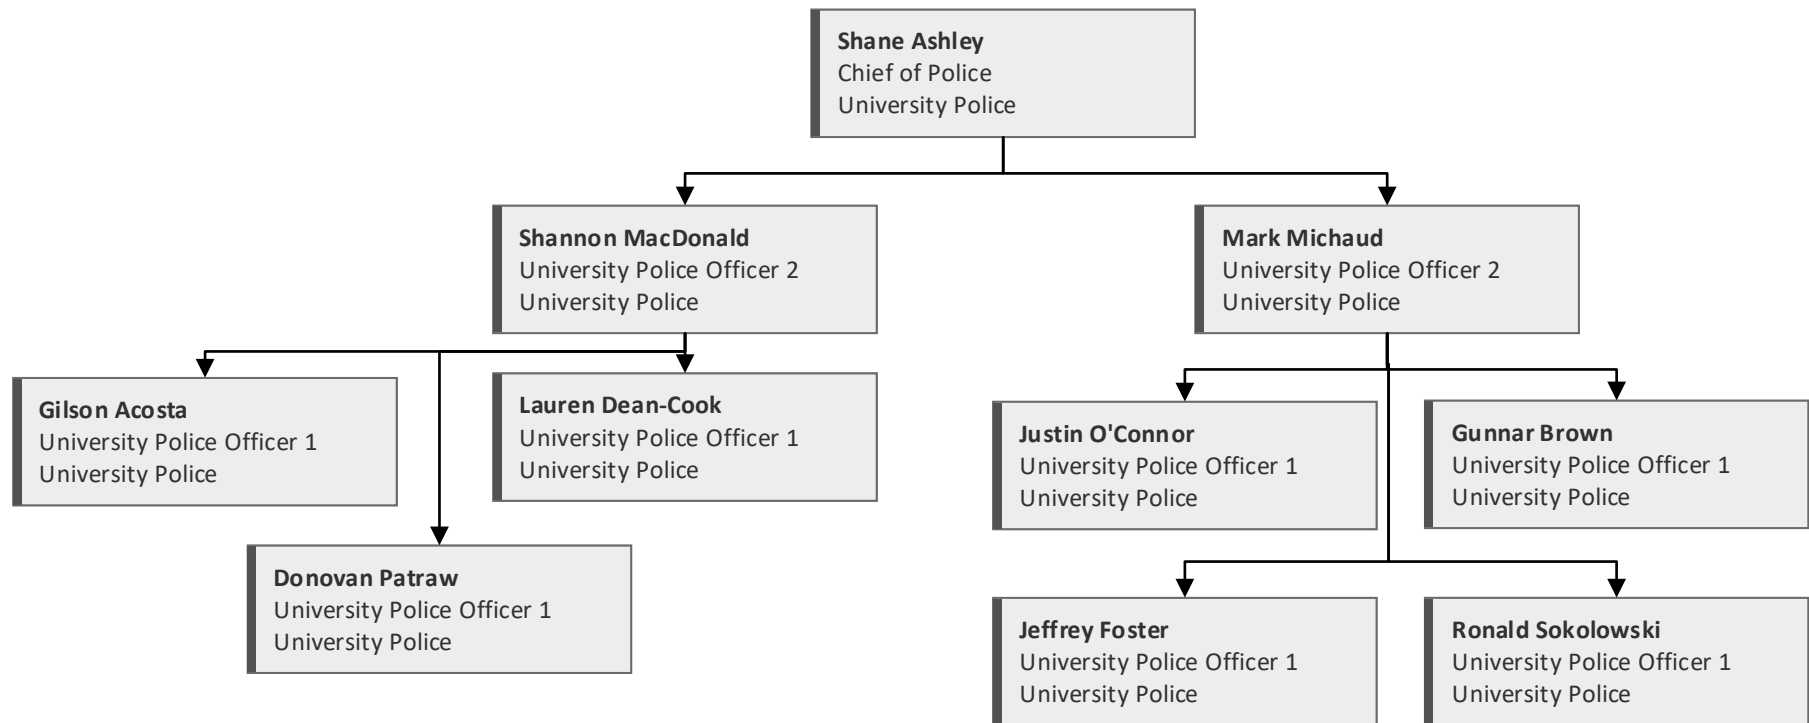 Shane Ashley
Chief of Police
University Police
Shannon MacDonald
University Police Officer 2
University Police
Mark Michaud
University Police Officer 2
University Police
Gilson Acosta
University Police Officer 1
University Police
Lauren Dean-Cook
University Police Officer 1
University Police
Justin O'Connor
University Police Officer 1
University Police
Gunnar Brown
University Police Officer 1
University Police
Donovan Patraw
University Police Officer 1
University Police
Jeffrey Foster
University Police Officer 1
University Police
Ronald Sokolowski
University Police Officer 1
University Police